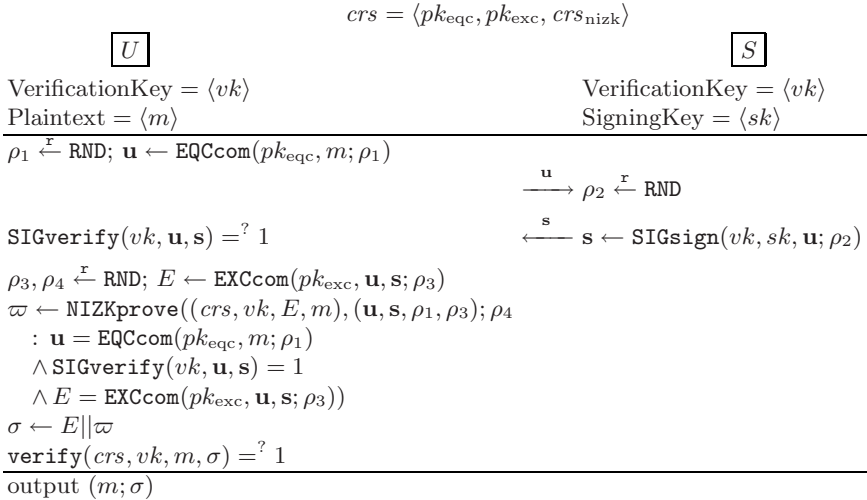 crs = ⟨pk_eqc, pk_exc, crs_nizk⟩
U S
VerificationKey = ⟨vk⟩ VerificationKey = ⟨vk⟩
Plaintext = ⟨m⟩ SigningKey = ⟨sk⟩
ρ₁ ←ʳ RND; u ← EQCcom(pk_eqc, m; ρ₁)
u → ρ₂ ←ʳ RND
SIGverify(vk, u, s) =? 1 ← s s ← SIGsign(vk, sk, u; ρ₂)
ρ₃, ρ₄ ←ʳ RND; E ← EXCcom(pk_exc, u, s; ρ₃)
ϖ ← NIZKprove((crs, vk, E, m), (u, s, ρ₁, ρ₃); ρ₄
: u = EQCcom(pk_eqc, m; ρ₁)
∧ SIGverify(vk, u, s) = 1
∧ E = EXCcom(pk_exc, u, s; ρ₃))
σ ← E||ϖ
verify(crs, vk, m, σ) =? 1
output (m; σ)